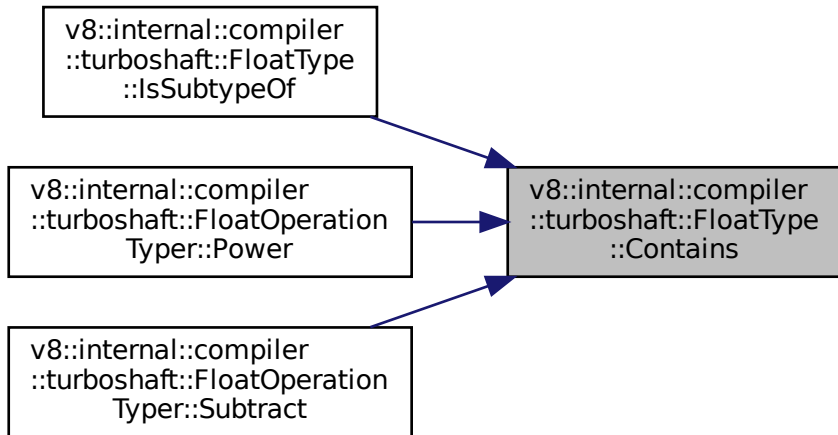 v8::internal::compiler
::turboshaft::FloatType
::IsSubtypeOf
v8::internal::compiler
::turboshaft::FloatOperation
Typer::Power
v8::internal::compiler
::turboshaft::FloatOperation
Typer::Subtract
v8::internal::compiler
::turboshaft::FloatType
::Contains